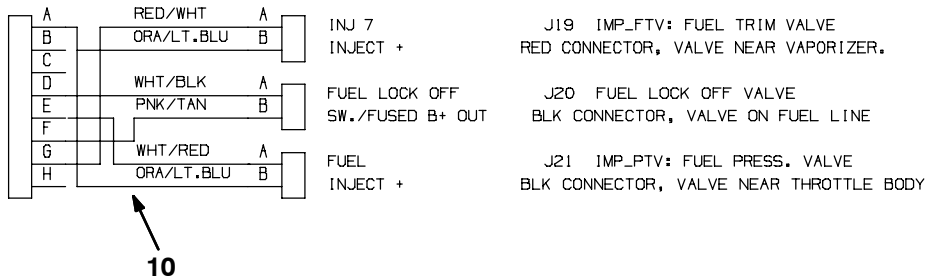 A RED/WHT A INJ 7 J19 IMP_FTV: FUEL TRIM VALVE
B ORA/LT.BLU B INJECT + RED CONNECTOR, VALVE NEAR VAPORIZER.
C
D WHT/BLK A FUEL LOCK OFF J20 FUEL LOCK OFF VALVE
E PNK/TAN B SW./FUSED B+ OUT BLK CONNECTOR, VALVE ON FUEL LINE
F
G WHT/RED A FUEL J21 IMP_PTV: FUEL PRESS. VALVE
H ORA/LT.BLU B INJECT + BLK CONNECTOR, VALVE NEAR THROTTLE BODY
10